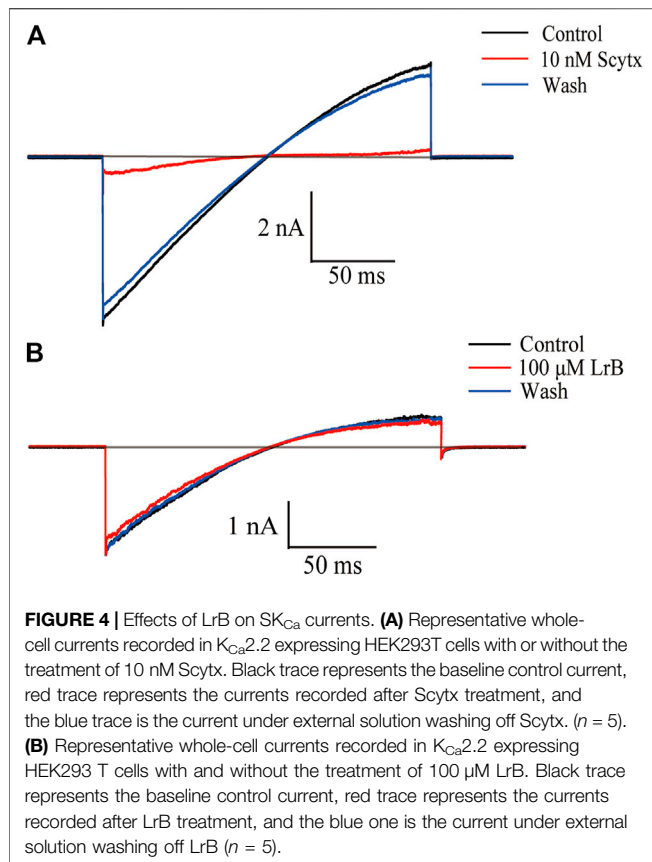 A
Control
10 nM Scytx
Wash
2 nA
50 ms
B
Control
100 μM LrB
Wash
1 nA
50 ms
FIGURE 4 | Effects of LrB on SKCa currents. (A) Representative whole-
cell currents recorded in KCa2.2 expressing HEK293T cells with or without the
treatment of 10 nM Scytx. Black trace represents the baseline control current,
red trace represents the currents recorded after Scytx treatment, and
the blue trace is the current under external solution washing off Scytx. (n = 5).
(B) Representative whole-cell currents recorded in KCa2.2 expressing
HEK293 T cells with and without the treatment of 100 μM LrB. Black trace
represents the baseline control current, red trace represents the currents
recorded after LrB treatment, and the blue one is the current under external
solution washing off LrB (n = 5).